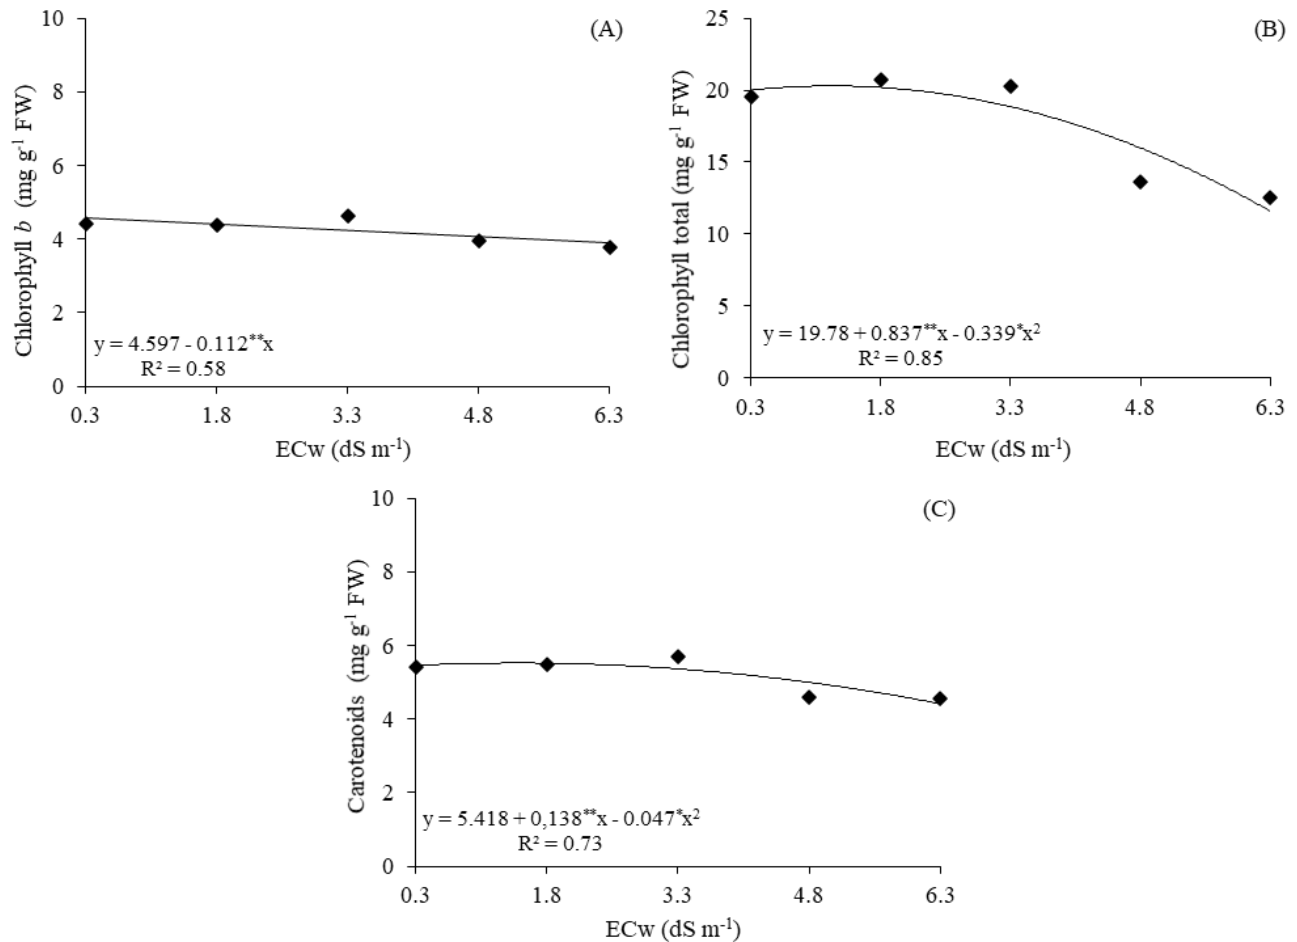 (A)
Chlorophyll b (mg g-1 FW)
10
8
6
4
2
0
y = 4.597 - 0.112**x
R² = 0.58
0.3 1.8 3.3 4.8 6.3
ECw (dS m-1)
(B)
Chlorophyll total (mg g-1 FW)
25
20
15
10
5
0
y = 19.78 + 0.837**x - 0.339*x2
R² = 0.85
0.3 1.8 3.3 4.8 6.3
ECw (dS m-1)
(C)
Carotenoids (mg g-1 FW)
10
8
6
4
2
0
y = 5.418 + 0,138**x - 0.047*x2
R² = 0.73
0.3 1.8 3.3 4.8 6.3
ECw (dS m-1)